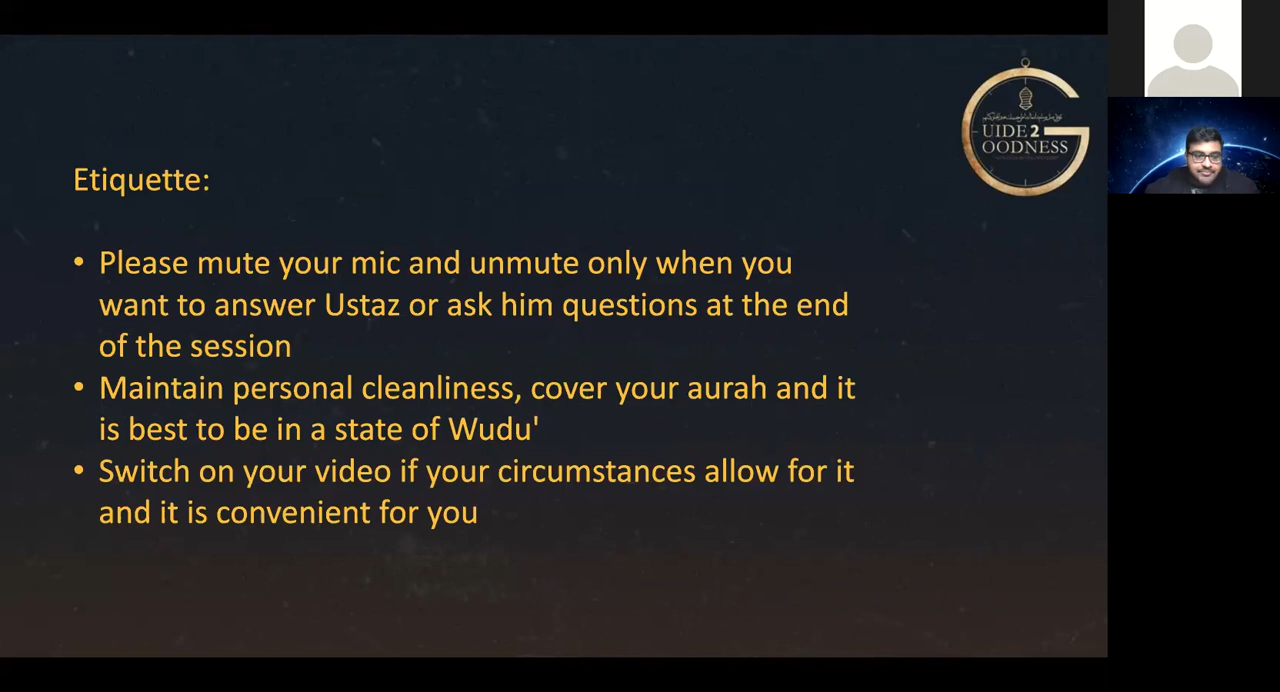 Etiquette:
• Please mute your mic and unmute only when you
want to answer Ustaz or ask him questions at the end
of the session
• Maintain personal cleanliness, cover your aurah and it
is best to be in a state of Wudu'
• Switch on your video if your circumstances allow for it
and it is convenient for you
GUIDE 2
GOODNESS